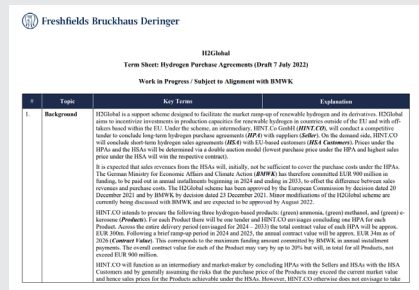 Freshfields Bruckhaus Deringer
H2Global
Term Sheet: Hydrogen Purchase Agreements (Draft 7 July 2022)
Work in Progress / Subject to Alignment with BMWK
# Topic Key Terms Explanation
1. Background H2Global is a support scheme designed to facilitate the market ramp-up of renewable hydrogen and its derivatives. H2Global
aims to incentivize investments in production capacities for renewable hydrogen in countries outside of the EU and with off-
takers based within the EU. Under the scheme, an intermediary, HINT.Co GmbH (HINT.CO), will conduct a competitive
tender to conclude long-term hydrogen purchase agreements (HPA) with suppliers (Seller). On the demand side, HINT.CO
will conclude short-term hydrogen sales agreements (HSA) with EU-based customers (HSA Customers). Prices under the
HPAs and the HSAs will be determined via a double auction model (lowest purchase price under the HPA and highest sales
price under the HSA will win the respective contract).
It is expected that sales revenues from the HSAs will, initially, not be sufficient to cover the purchase costs under the HPAs.
The German Ministry for Economic Affairs and Climate Action (BMWK) has therefore committed EUR 900 million in
funding, to be paid out in annual installments beginning in 2024 and ending in 2033, to offset the difference between sales
revenues and purchase costs. The H2Global scheme has been approved by the European Commission by decision dated 20
December 2021 and by BMWK by decision dated 23 December 2021. Minor modifications of the H2Global scheme are
currently being discussed with BMWK and are expected to be approved by August 2022.
HINT.CO intends to procure the following three hydrogen-based products: (green) ammonia, (green) methanol, and (green) e-
kerosene (Products). For each Product there will be one tender and HINT.CO envisages concluding one HPA for each
Product. Across the entire delivery period (envisaged for 2024 – 2033) the total contract value of each HPA will be approx.
EUR 300m. Following a brief ramp-up period in 2024 and 2025, the annual contract value will be approx. EUR 34m as of
2026 (Contract Value). This corresponds to the maximum funding amount committed by BMWK in annual installment
payments. The overall contract value for each of the Product may vary by up to 20% but will, in total for all Products, not
exceed EUR 900 million.
HINT.CO will function as an intermediary and market-maker by concluding HPAs with the Sellers and HSAs with the HSA
Customers and by generally assuming the risks that the purchase price of the Products may exceed the current market value
and hence sales prices for the Products achievable under the HSAs. However, HINT.CO otherwise does not envisage to take